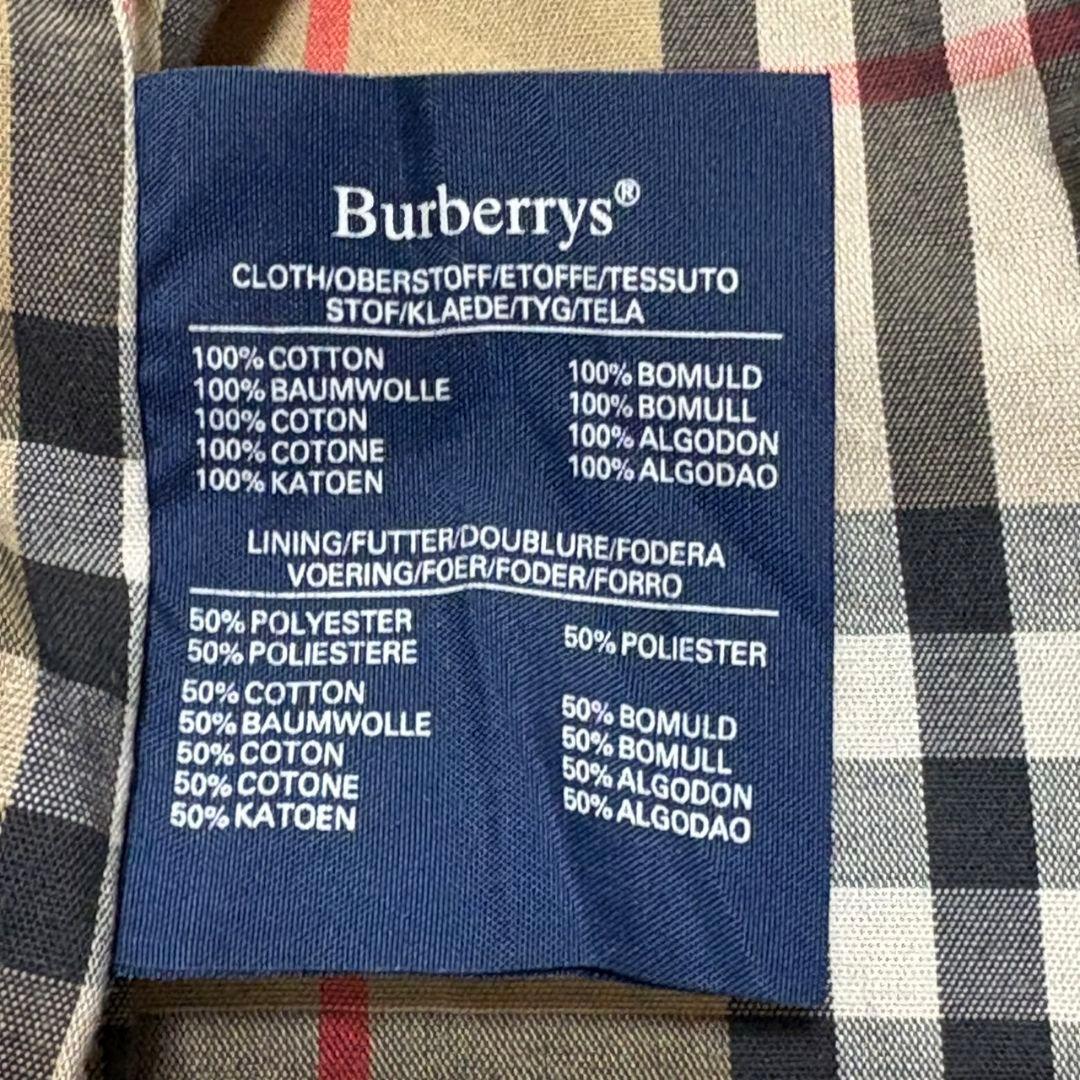 Burberrys®
CLOTH/OBERSTOFF/ETOFFE/TESSUTO
STOF/KLAEDE/TYG/TELA
100% COTTON
100% BAUMWOLLE
100% COTON
100% COTONE
100% KATOEN
100% BOMULD
100% BOMULL
100% ALGODON
100% ALGODAO
LINING/FUTTER/DOUBLURE/FODERA
VOERING/FOER/FODER/FORRO
50% POLYESTER
50% POLIESTERE
50% POLIESTER
50% COTTON
50% BAUMWOLLE
50% COTON
50% COTONE
50% KATOEN
50% BOMULD
50% BOMULL
50% ALGODON
50% ALGODAO